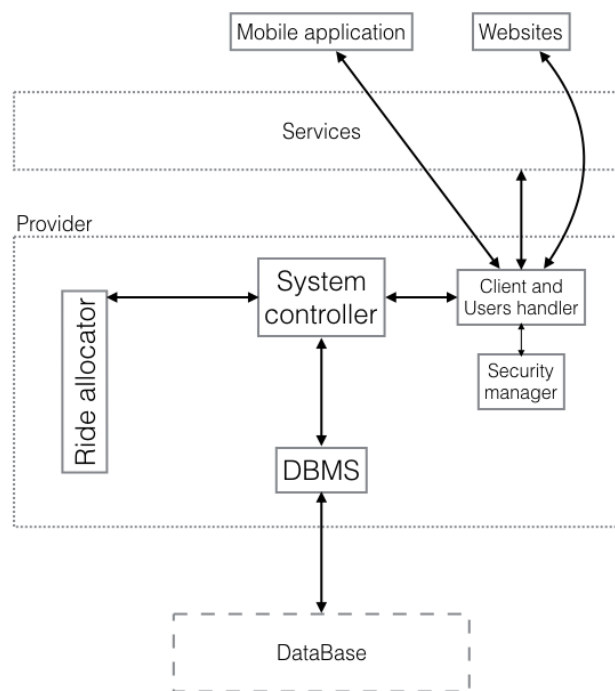 Mobile application
Websites
Services
Provider
System
controller
Client and
Users handler
Ride allocator
Security
manager
DBMS
DataBase